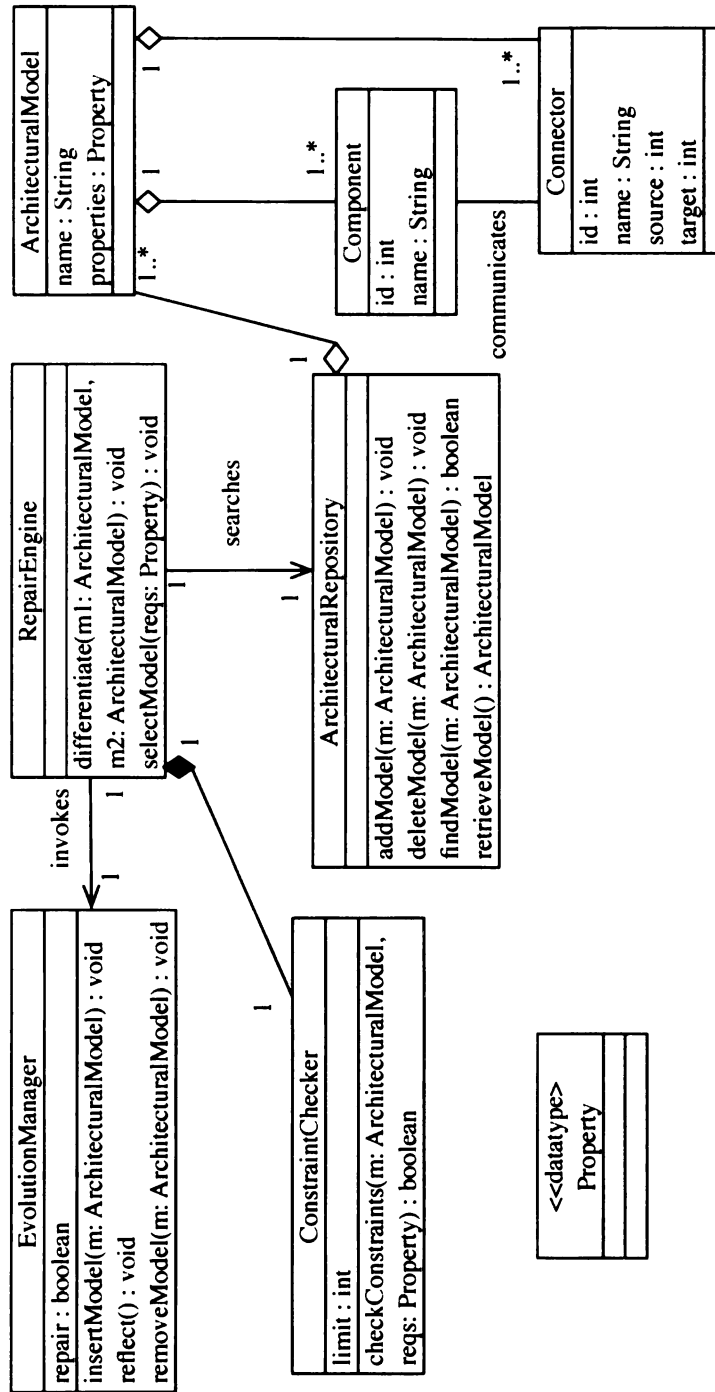 EvolutionManager
repair : boolean
insertModel(m: ArchitecturalModel) : void
reflect() : void
removeModel(m: ArchitecturalModel) : void
invokes
1
1
RepairEngine
differentiate(m1: ArchitecturalModel,
m2: ArchitecturalModel) : void
selectModel(reqs: Property) : void
1
1
searches
1
1
ArchitecturalModel
name : String
properties : Property
1..*
1
1
1
ConstraintChecker
limit : int
checkConstraints(m: ArchitecturalModel,
reqs: Property) : boolean
ArchitecturalRepository
addModel(m: ArchitecturalModel) : void
deleteModel(m: ArchitecturalModel) : void
findModel(m: ArchitecturalModel) : boolean
retrieveModel() : ArchitecturalModel
1..*
Component
id : int
name : String
communicates
1..*
<<datatype>
Property
Connector
id : int
name : String
source : int
target : int